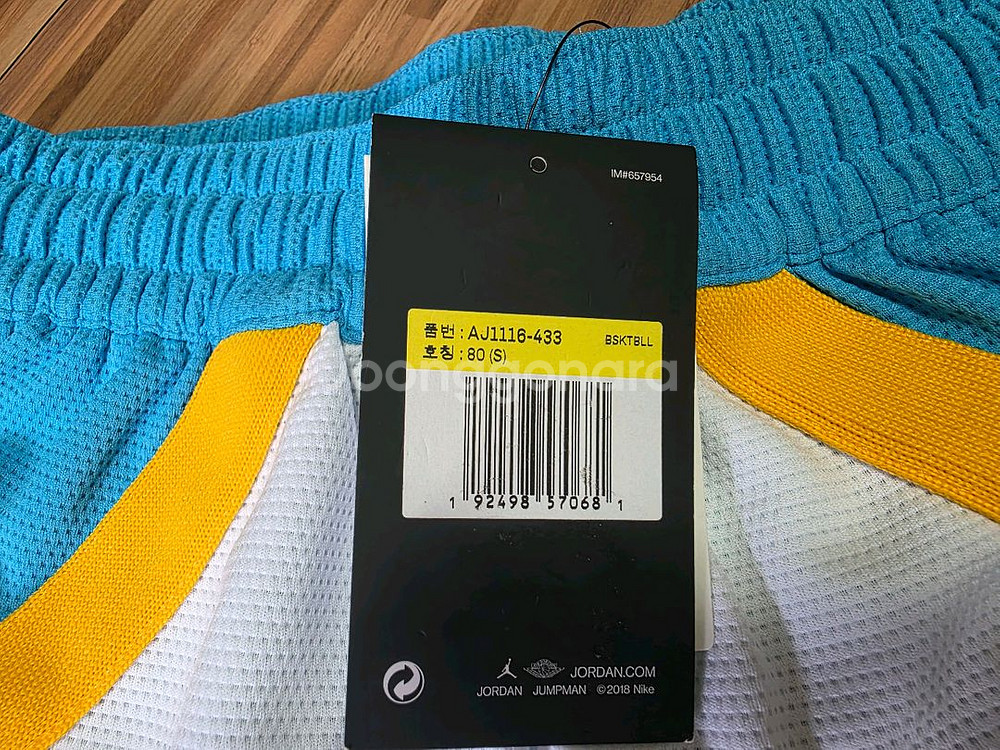 IM#657954
품번 : AJ1116-433 BSKTBLL
호칭 : 80 (S)
joonggonara
1 92498 57068 1
JORDAN.COM
JORDAN JUMPMAN ©2018 Nike